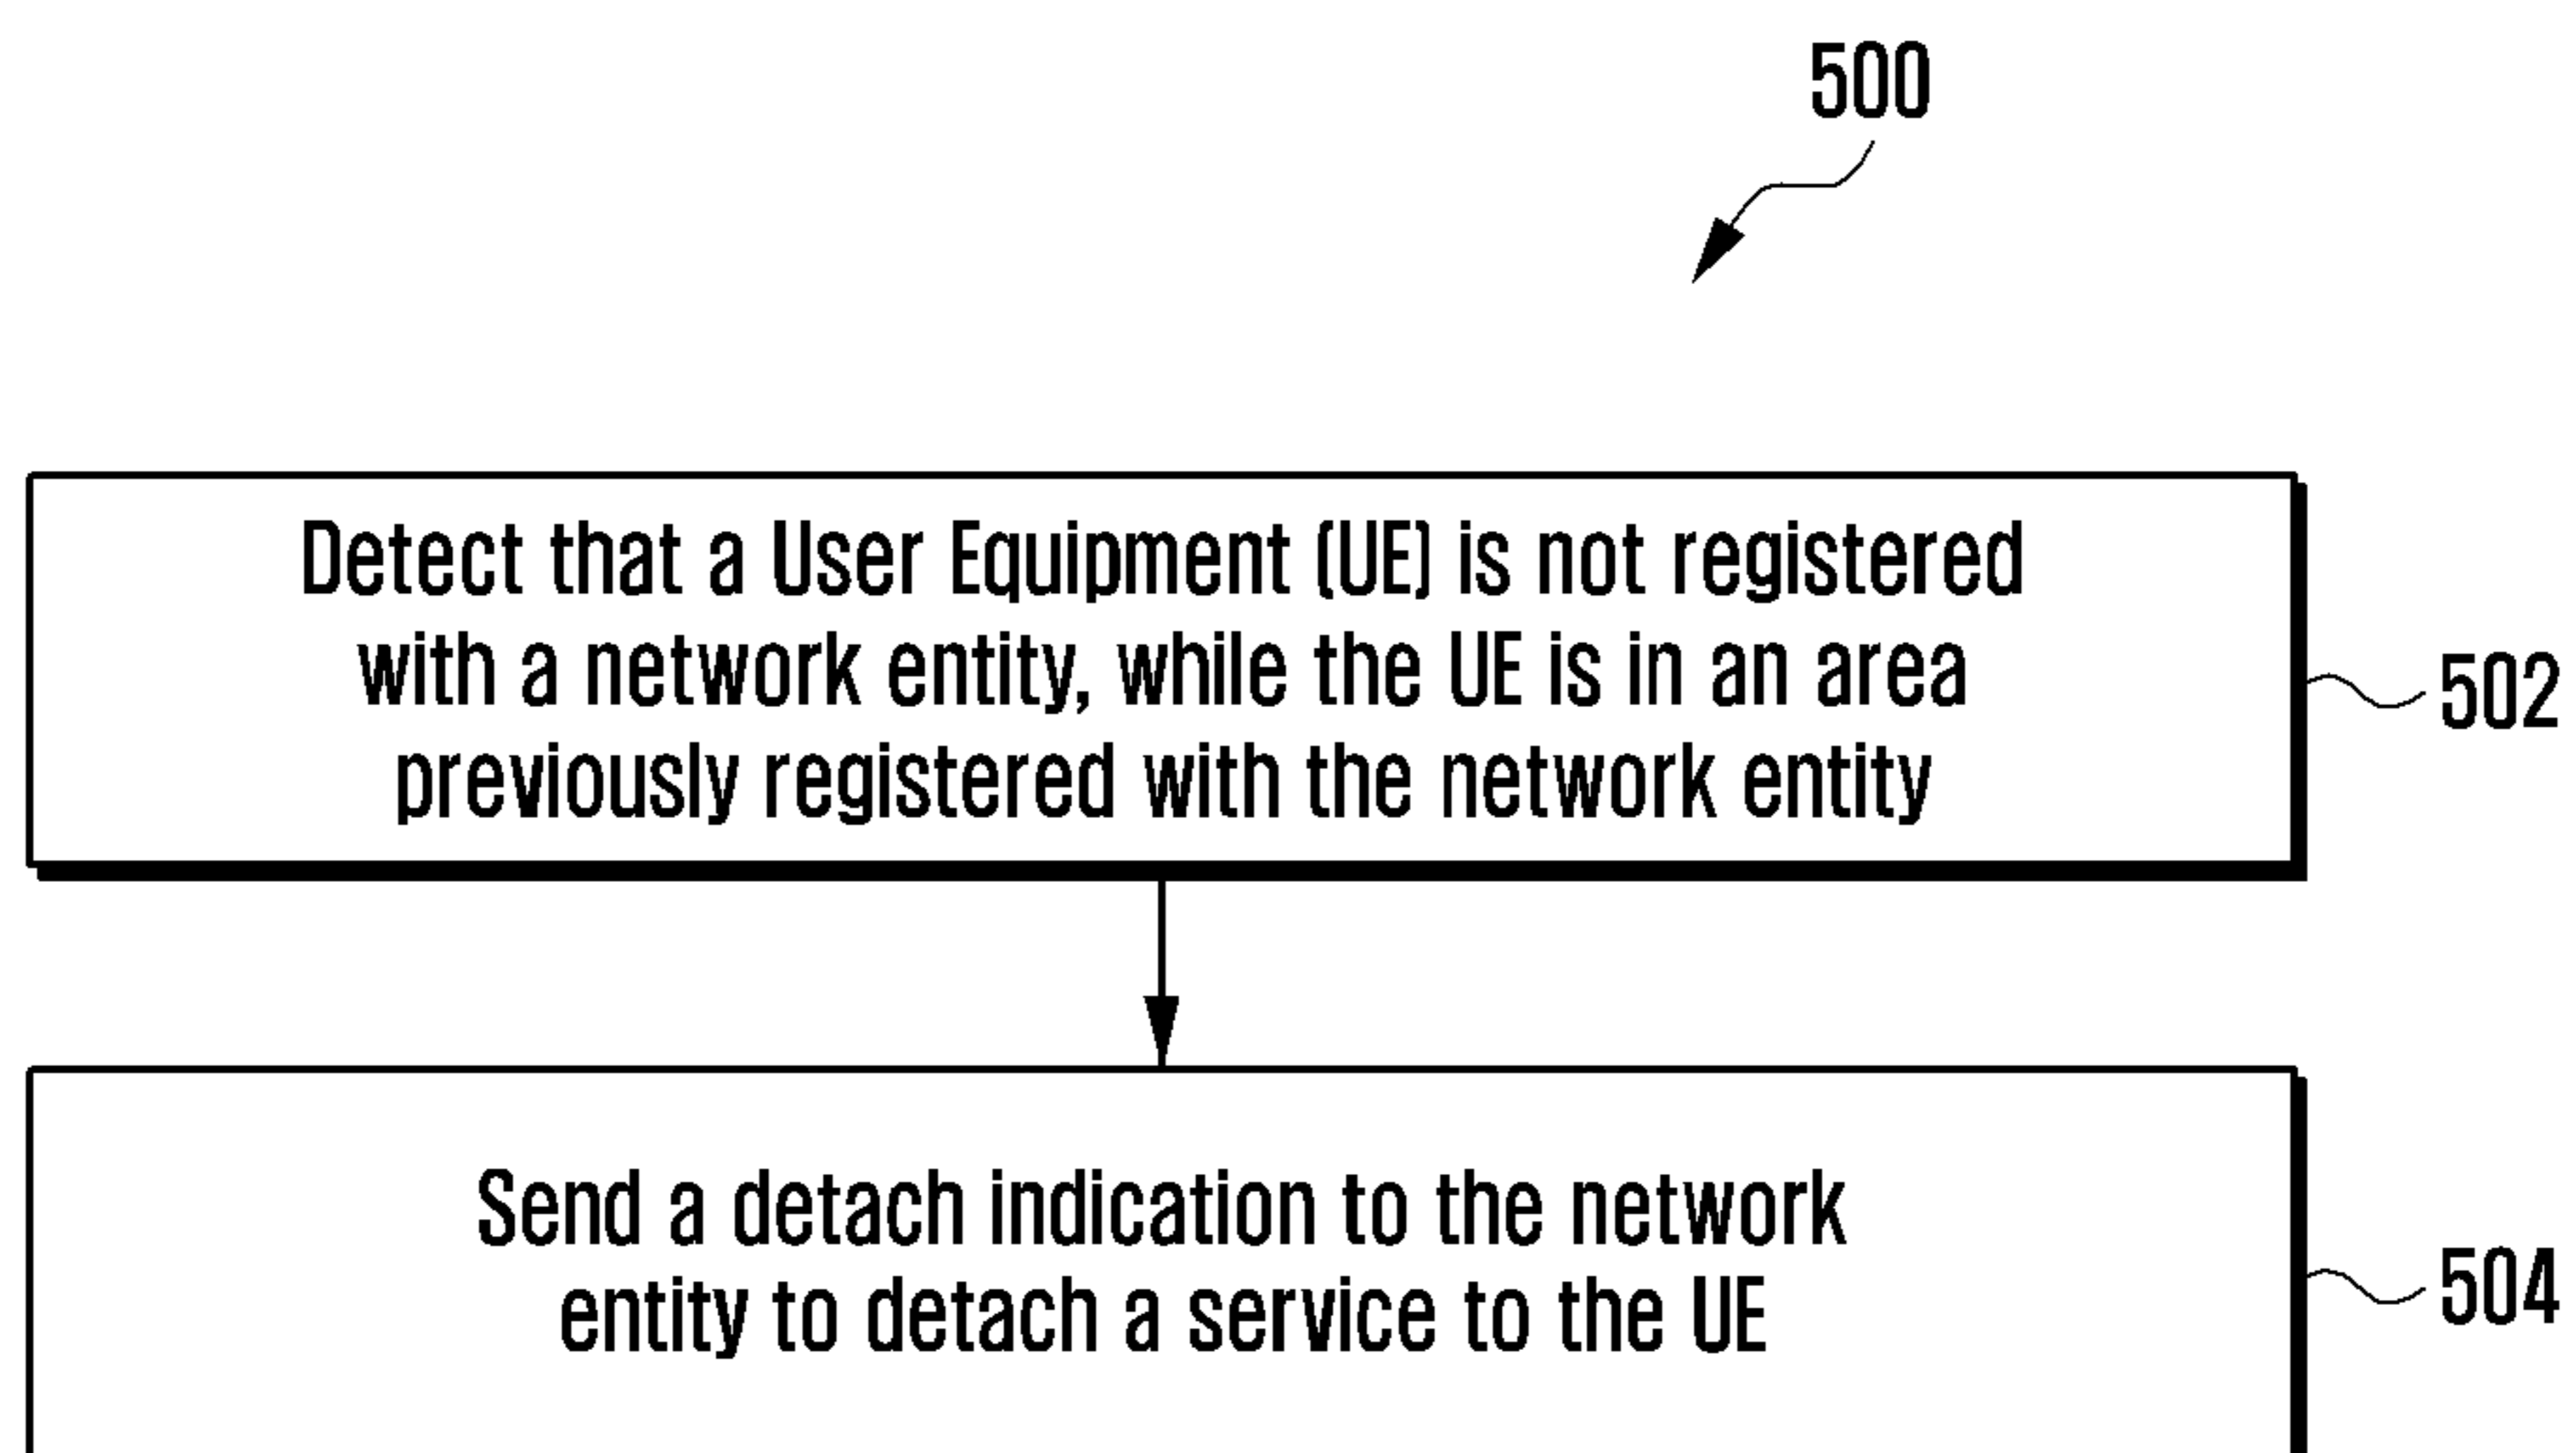 500
Detect that a User Equipment (UE) is not registered
with a network entity, while the UE is in an area
previously registered with the network entity
502
Send a detach indication to the network
entity to detach a service to the UE
504